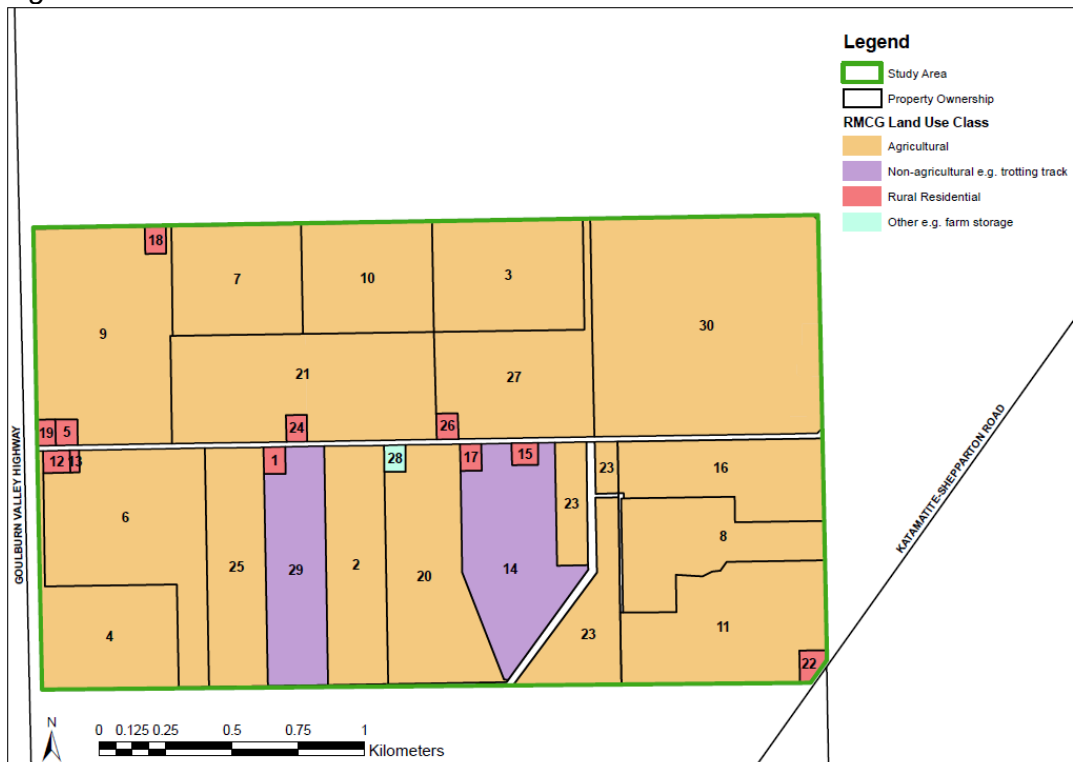 Legend
Study Area
Property Ownership
RMCG Land Use Class
Agricultural
Non-agricultural e.g. trotting track
Rural Residential
Other e.g. farm storage
18
7
10
3
9
30
21
27
24
26
19 5
12 13
1
28
17
15
23
23
16
6
8
25
29
2
20
14
4
23
11
22
GOULBURN VALLEY HIGHWAY
KATAMATITE-SHEPPARTON ROAD
N
0 0.125 0.25 0.5 0.75 1
Kilometers